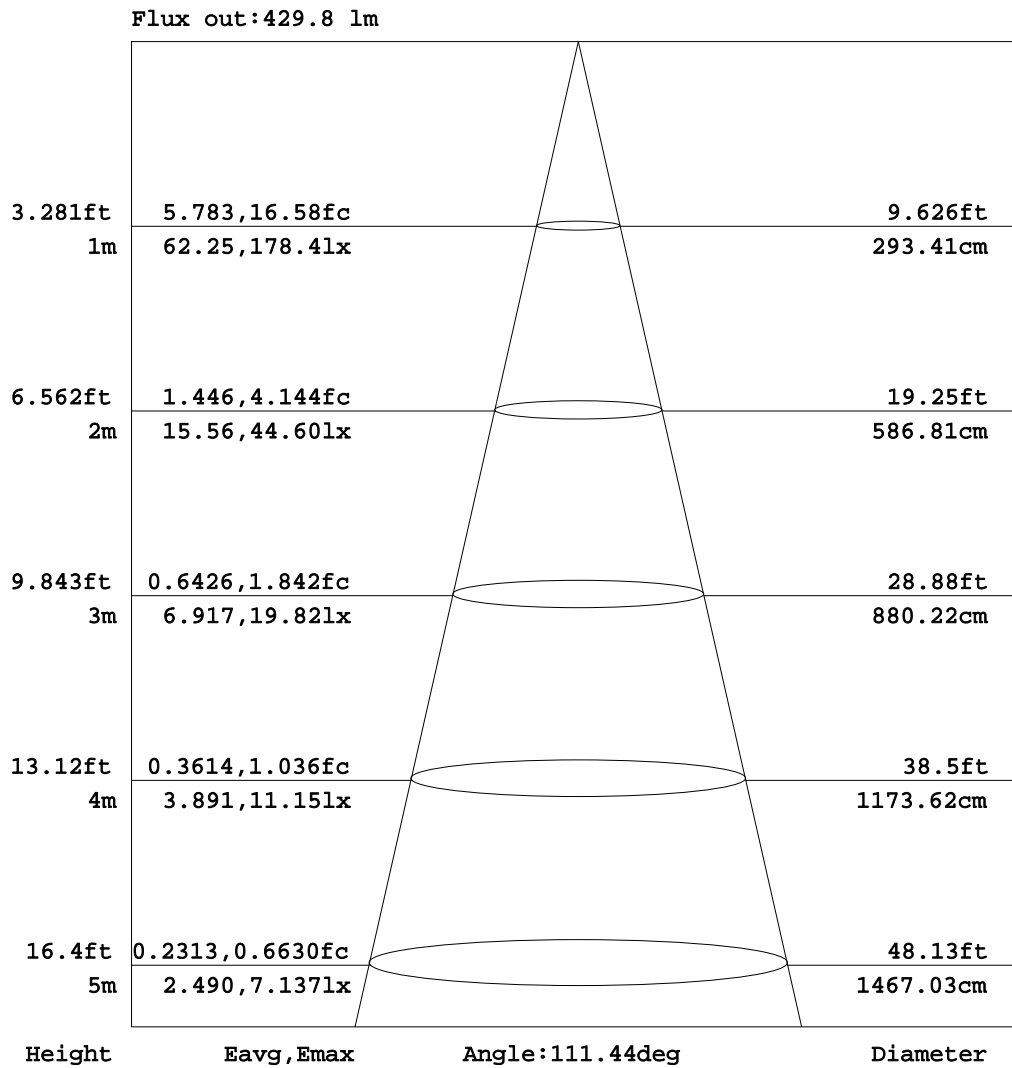 Flux out:429.8 lm
3.281ft 5.783,16.58fc 9.626ft
1m 62.25,178.4lx 293.41cm
6.562ft 1.446,4.144fc 19.25ft
2m 15.56,44.60lx 586.81cm
9.843ft 0.6426,1.842fc 28.88ft
3m 6.917,19.82lx 880.22cm
13.12ft 0.3614,1.036fc 38.5ft
4m 3.891,11.15lx 1173.62cm
16.4ft 0.2313,0.6630fc 48.13ft
5m 2.490,7.137lx 1467.03cm
Height Eavg,Emax Angle:111.44deg Diameter